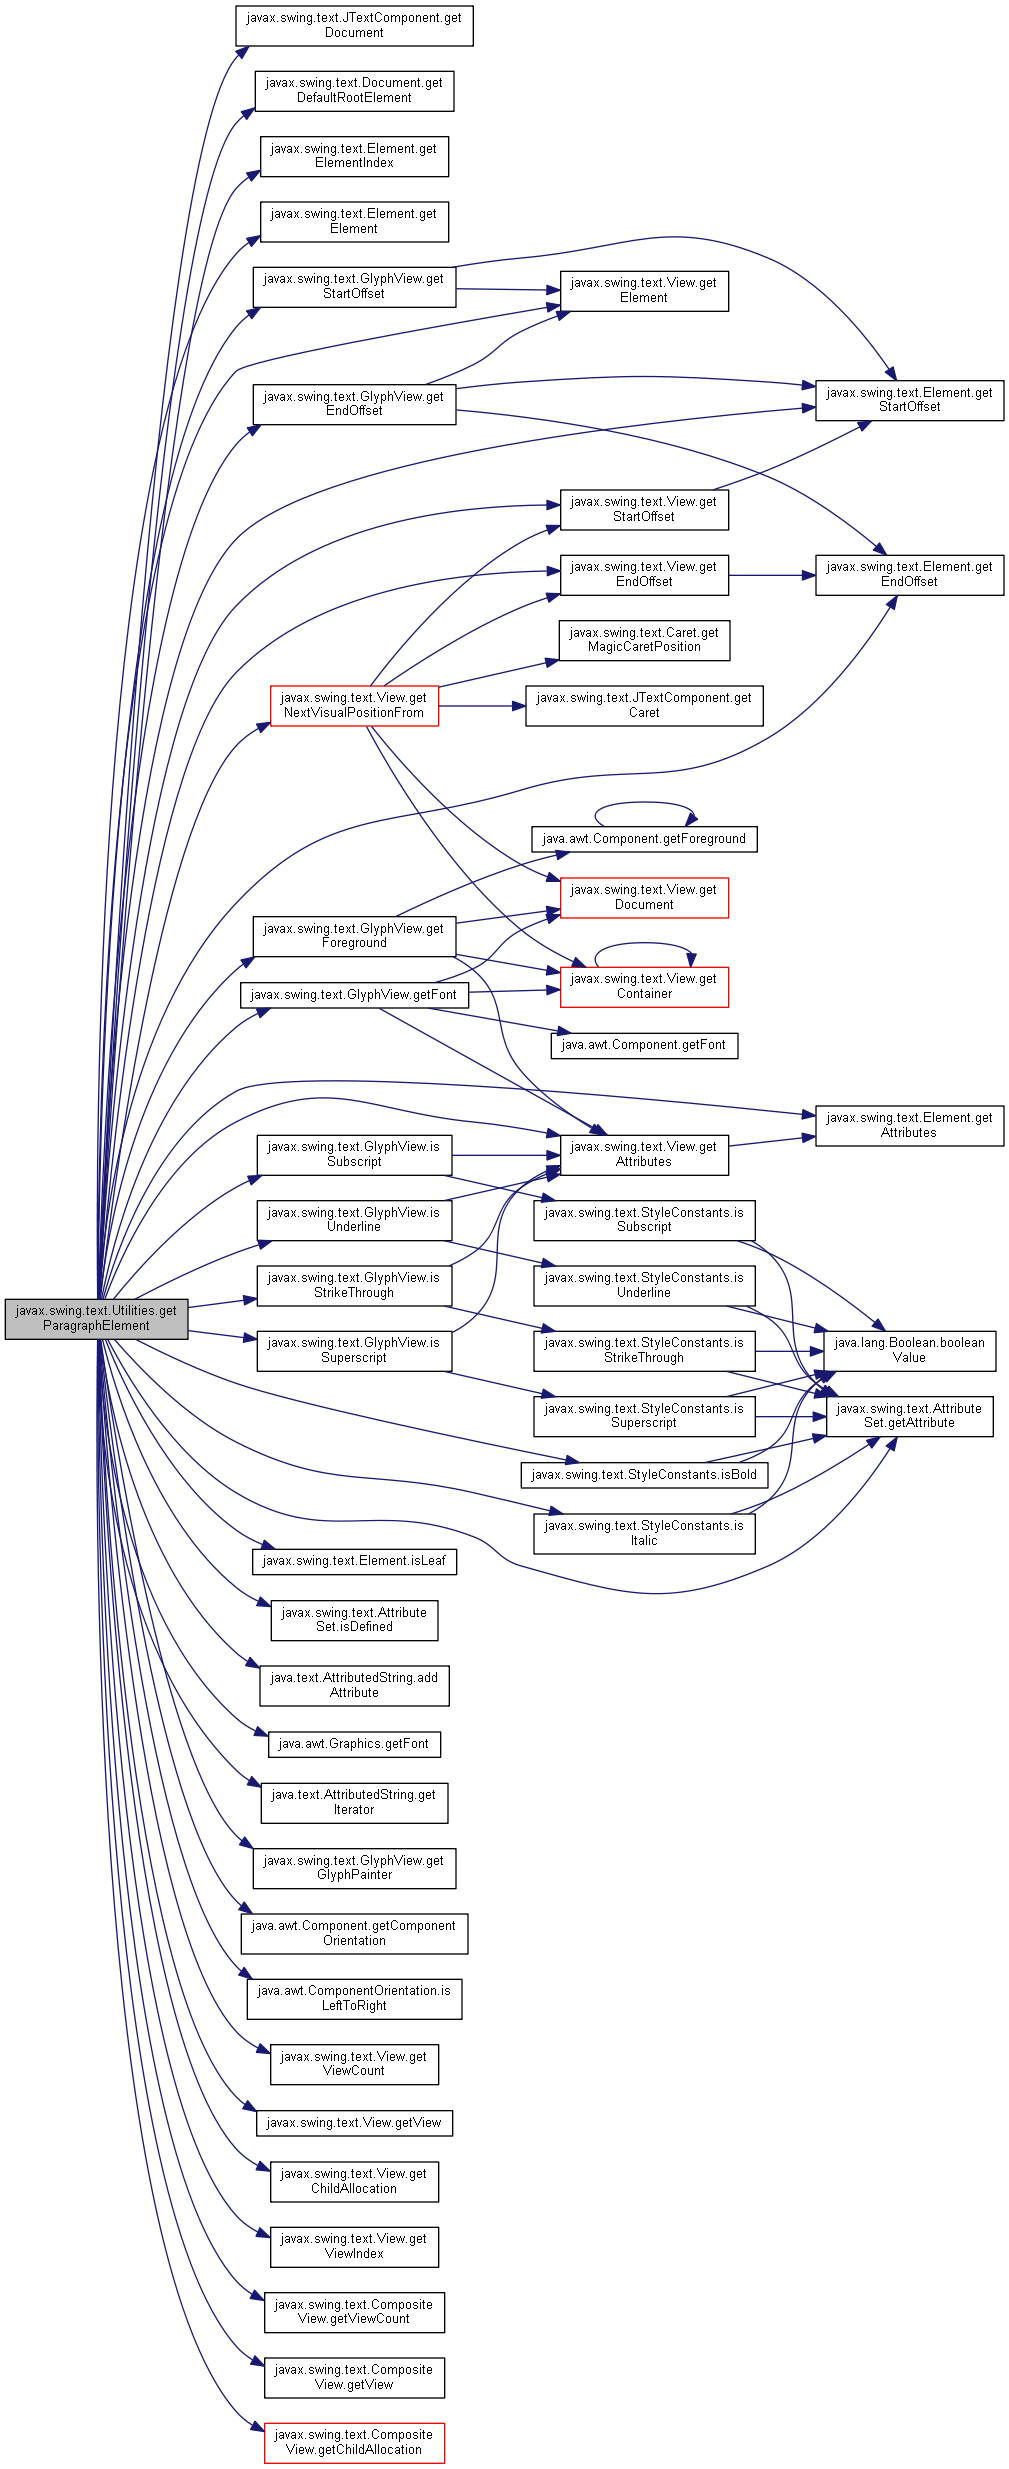 javax.swing.text.JTextComponent.get
Document
javax.swing.text.Document.get
DefaultRootElement
javax.swing.text.Element.get
ElementIndex
javax.swing.text.Element.get
Element
javax.swing.text.GlyphView.get
StartOffset
javax.swing.text.View.get
Element
javax.swing.text.GlyphView.get
EndOffset
javax.swing.text.Element.get
StartOffset
javax.swing.text.View.get
StartOffset
javax.swing.text.View.get
EndOffset
javax.swing.text.Element.get
EndOffset
javax.swing.text.Caret.get
MagicCaretPosition
javax.swing.text.View.get
NextVisualPositionFrom
javax.swing.text.JTextComponent.get
Caret
java.awt.Component.getForeground
javax.swing.text.View.get
Document
javax.swing.text.GlyphView.get
Foreground
javax.swing.text.View.get
Container
javax.swing.text.GlyphView.getFont
java.awt.Component.getFont
javax.swing.text.Element.get
Attributes
javax.swing.text.View.get
Attributes
javax.swing.text.GlyphView.is
Subscript
javax.swing.text.StyleConstants.is
Subscript
javax.swing.text.GlyphView.is
Underline
javax.swing.text.StyleConstants.is
Underline
javax.swing.text.GlyphView.is
StrikeThrough
javax.swing.text.Utilities.get
ParagraphElement
javax.swing.text.StyleConstants.is
StrikeThrough
java.lang.Boolean.boolean
Value
javax.swing.text.GlyphView.is
Superscript
javax.swing.text.StyleConstants.is
Superscript
javax.swing.text.Attribute
Set.getAttribute
javax.swing.text.StyleConstants.isBold
javax.swing.text.StyleConstants.is
Italic
javax.swing.text.Element.isLeaf
javax.swing.text.Attribute
Set.isDefined
java.text.AttributedString.add
Attribute
java.awt.Graphics.getFont
java.text.AttributedString.get
Iterator
javax.swing.text.GlyphView.get
GlyphPainter
java.awt.Component.getComponent
Orientation
java.awt.ComponentOrientation.is
LeftToRight
javax.swing.text.View.get
ViewCount
javax.swing.text.View.getView
javax.swing.text.View.get
ChildAllocation
javax.swing.text.View.get
ViewIndex
javax.swing.text.Composite
View.getViewCount
javax.swing.text.Composite
View.getView
javax.swing.text.Composite
View.getChildAllocation